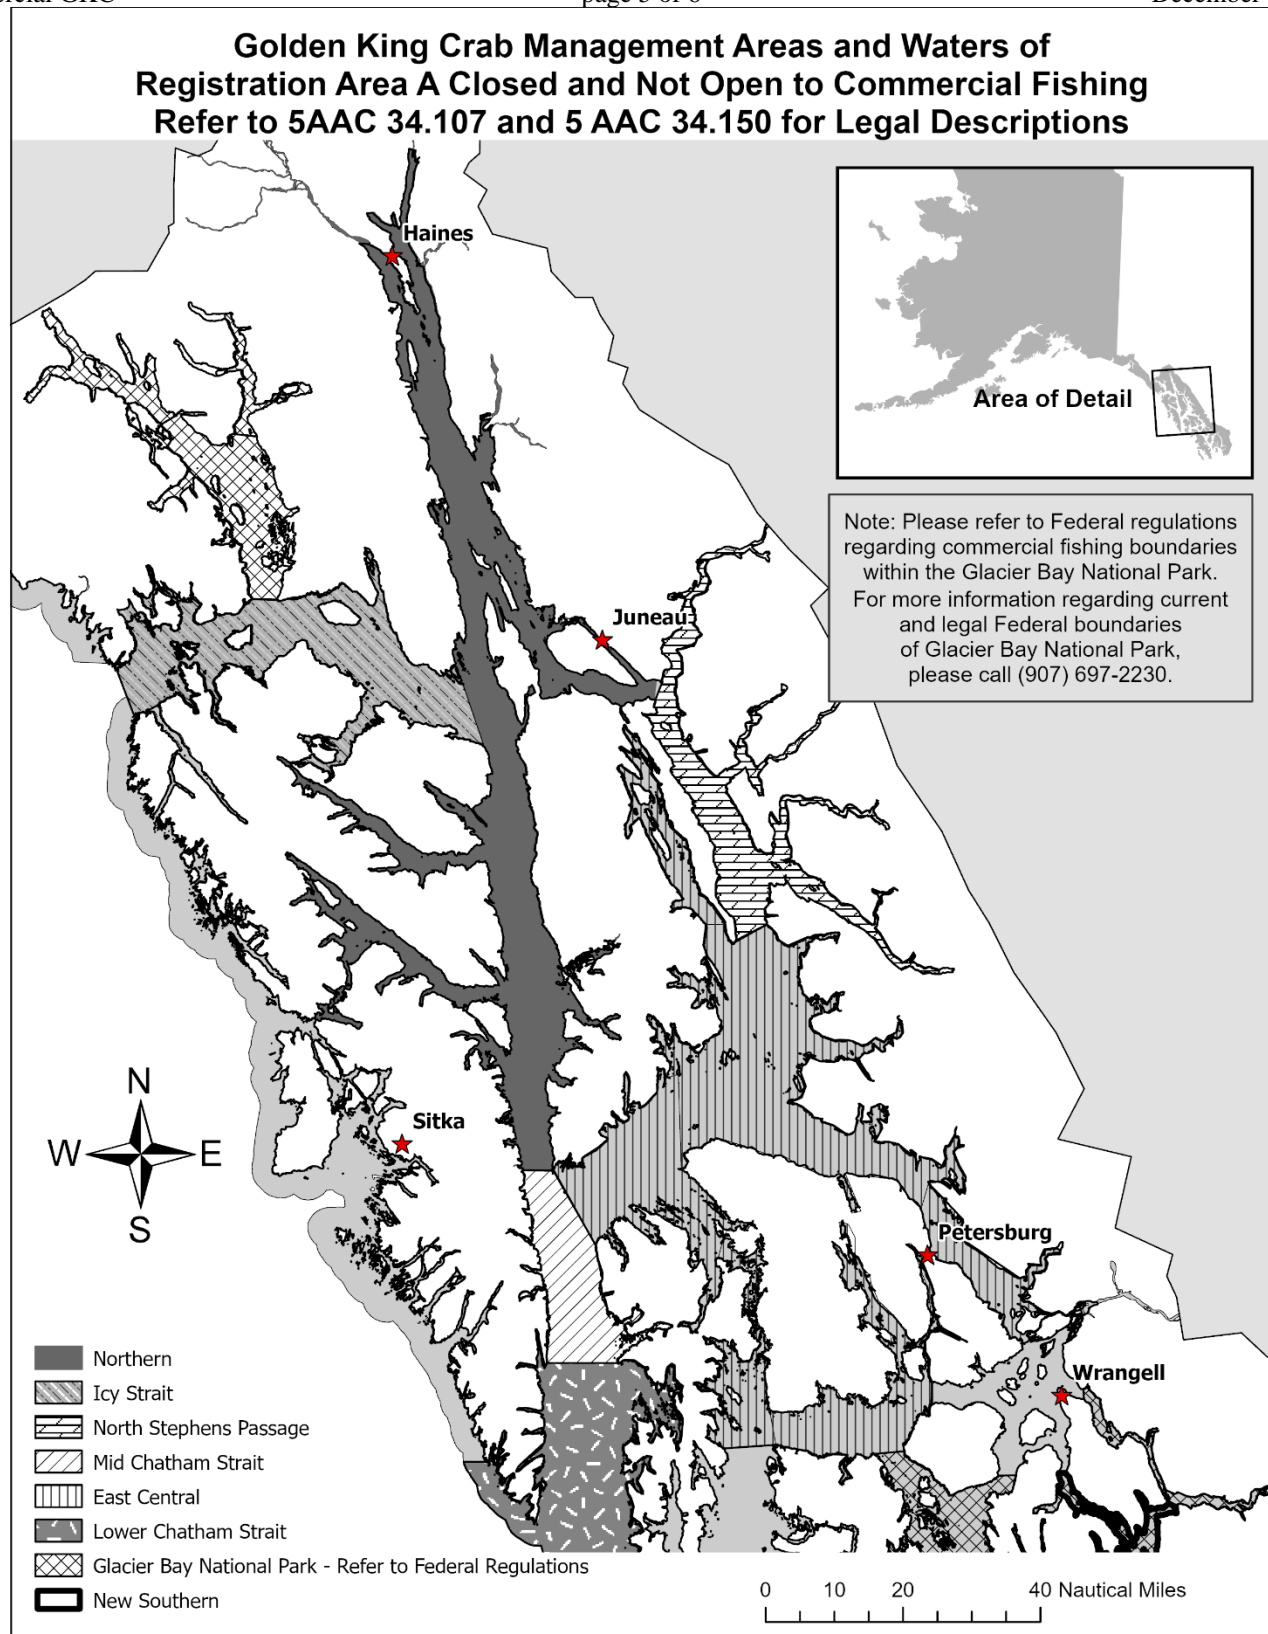 page 5 of 6
December
Golden King Crab Management Areas and Waters of
Registration Area A Closed and Not Open to Commercial Fishing
Refer to 5AAC 34.107 and 5 AAC 34.150 for Legal Descriptions
Haines
Area of Detail
Note: Please refer to Federal regulations
regarding commercial fishing boundaries
within the Glacier Bay National Park.
For more information regarding current
and legal Federal boundaries
of Glacier Bay National Park,
please call (907) 697-2230.
Juneau
N
W
E
S
Sitka
Petersburg
Wrangell
Northern
Icy Strait
North Stephens Passage
Mid Chatham Strait
East Central
Lower Chatham Strait
Glacier Bay National Park - Refer to Federal Regulations
New Southern
0 10 20 40 Nautical Miles